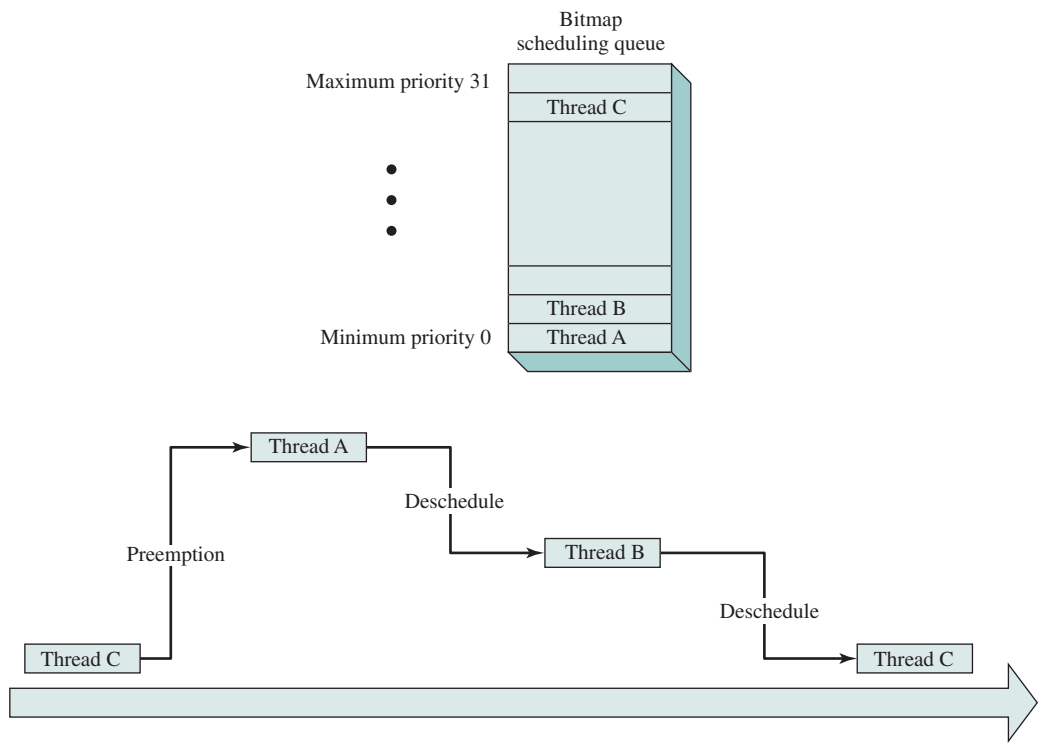 Bitmap
scheduling queue
Maximum priority 31
Thread C
Thread B
Minimum priority 0
Thread A
Thread A
Deschedule
Preemption
Thread B
Deschedule
Thread C
Thread C